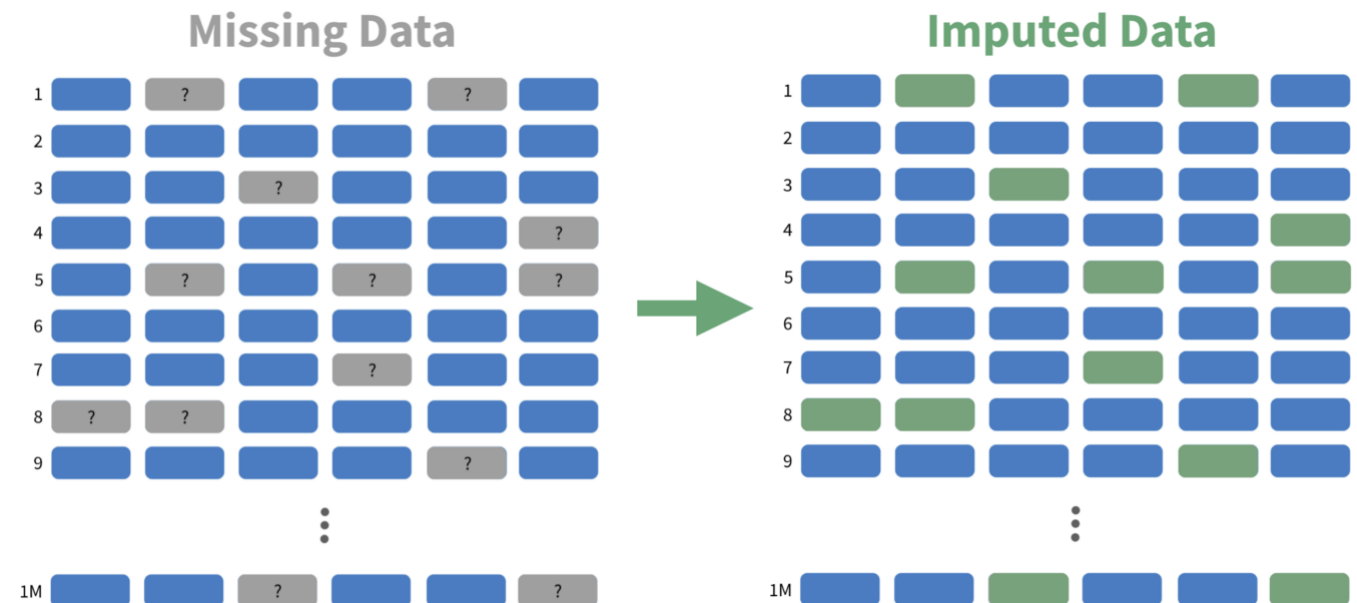 Missing Data Imputed Data
1 ? ? 1
2 2
3 ? 3
4 ? 4
5 ? ? ? 5
6 6
7 ? 7
8 ? ? 8
9 ? 9
1M ? ? 1M